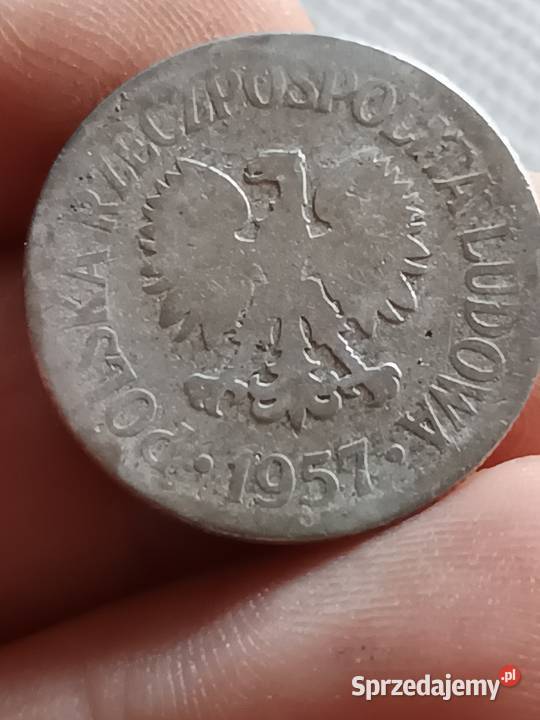 POLSKA RZECZPOSPOLITA LUDOWA
· 1957 ·
Sprzedajemy.pl